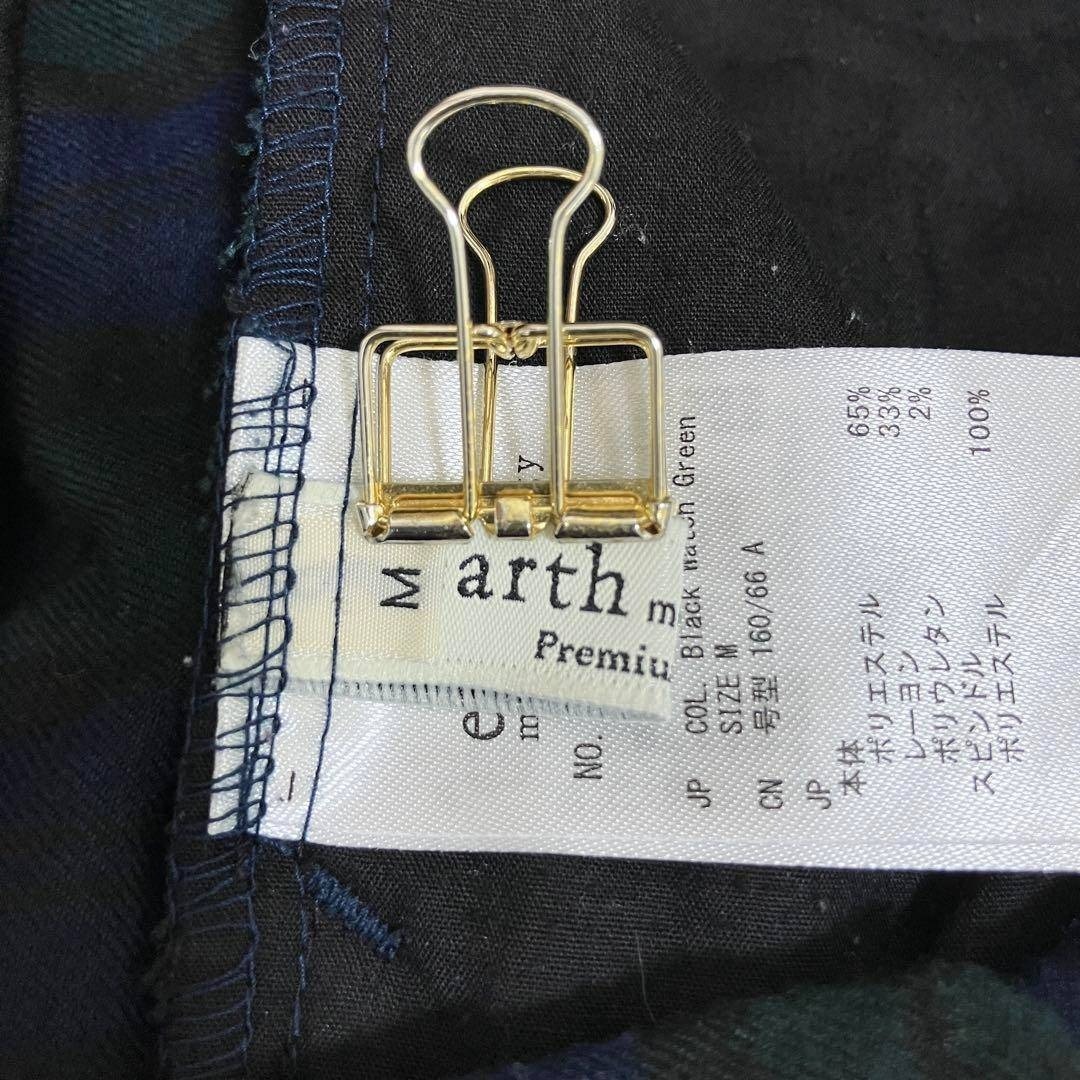 M
arth m
Premiu
e
m
y
NO.
JP COL. Black Watch Green
SIZE M
CN 号型 160/66 A
JP 本体
ポリエステル 65%
レーヨン 33%
ポリウレタン 2%
スピンドル
ポリエステル 100%